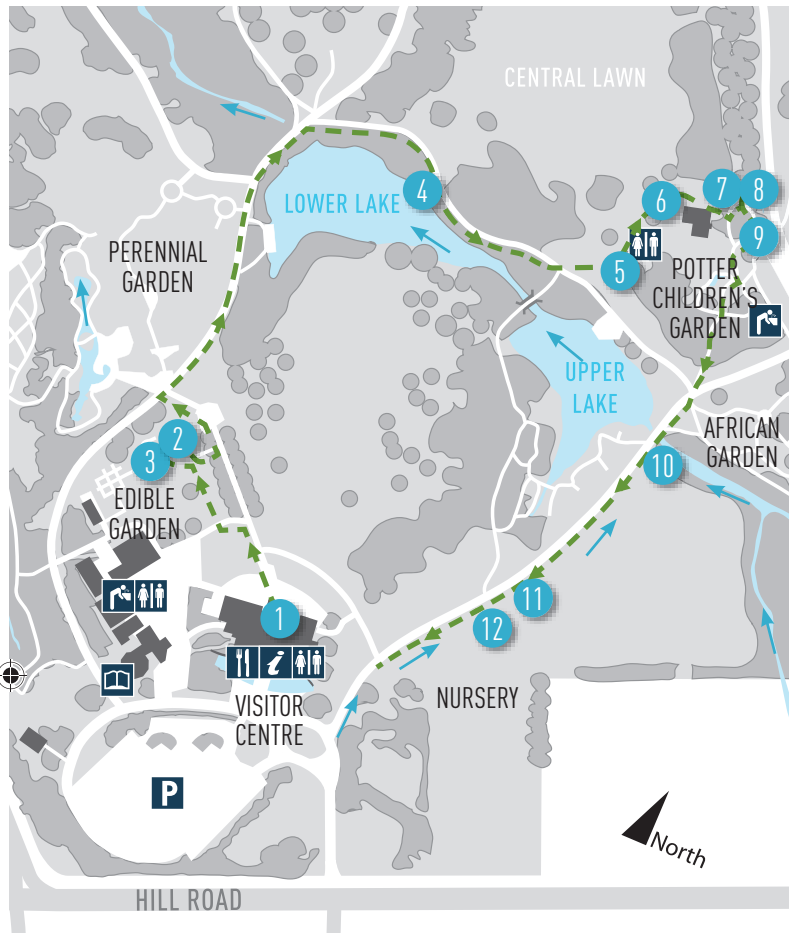 CENTRAL LAWN
4
LOWER LAKE
6
7
8
9
5
PERENNIAL
GARDEN
POTTER
CHILDREN'S
GARDEN
UPPER
LAKE
2
3
AFRICAN
GARDEN
10
EDIBLE
GARDEN
1
11
12
i
VISITOR
CENTRE
NURSERY
P
North
HILL ROAD